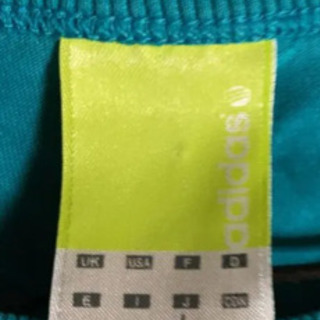 adidas
UK USA F D
E I J CDN